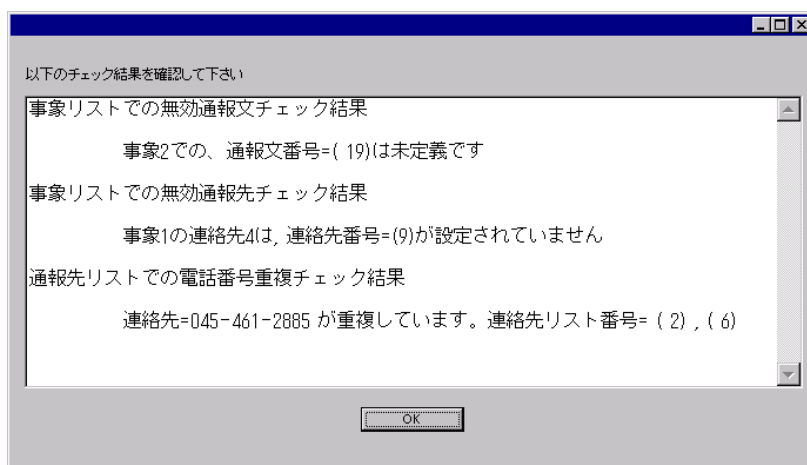 以下のチェック結果を確認して下さい
事象リストでの無効通報文チェック結果
事象2での、通報文番号=( 19)は未定義です
事象リストでの無効通報先チェック結果
事象1の連絡先4は, 連絡先番号=(9)が設定されていません
通報先リストでの電話番号重複チェック結果
連絡先=045-461-2885 が重複しています。連絡先リスト番号= ( 2) , ( 6)
OK